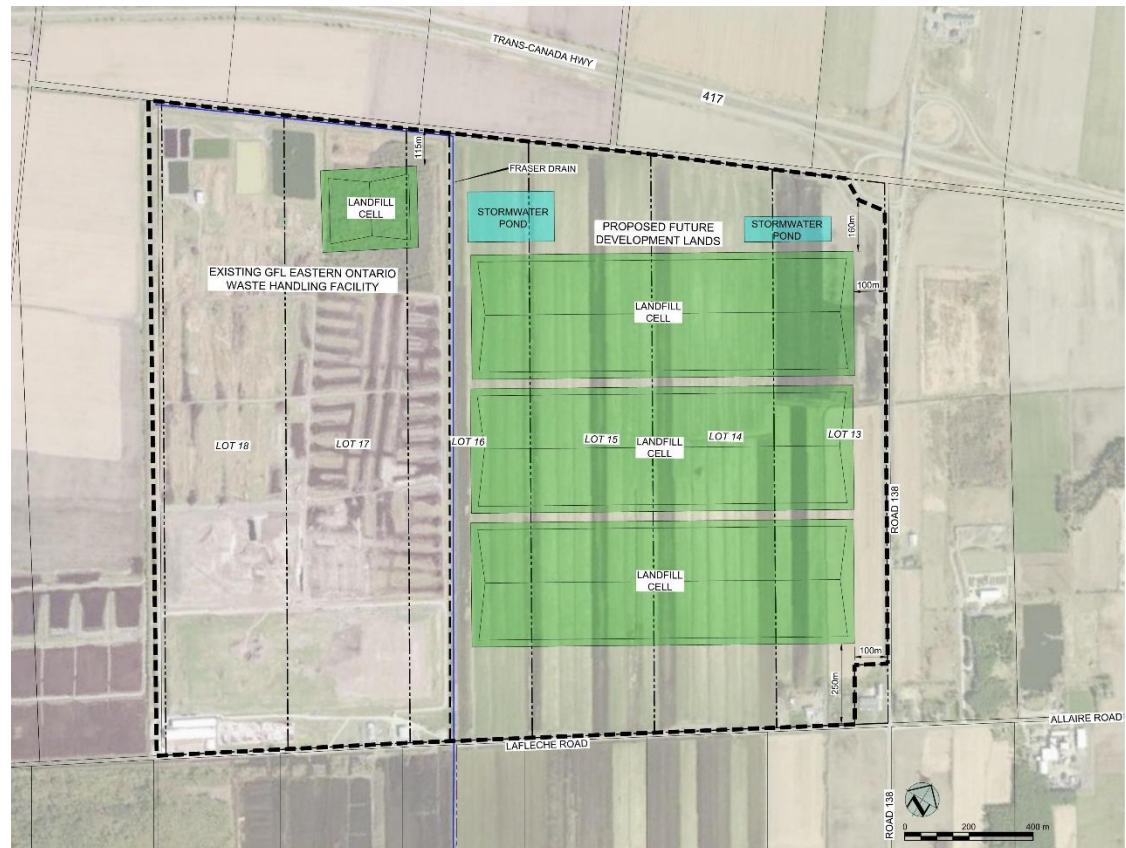 TRANS-CANADA HWY
417
115m
FRASER DRAIN
LANDFILL
CELL
STORMWATER
POND
PROPOSED FUTURE
DEVELOPMENT LANDS
STORMWATER
POND
160m
EXISTING GFL EASTERN ONTARIO
WASTE HANDLING FACILITY
100m
LANDFILL
CELL
LOT 18
LOT 17
LOT 16
LOT 15
LANDFILL
CELL
LOT 14
LOT 13
ROAD 138
LANDFILL
CELL
100m
250m
LAFLECHE ROAD
ALLAIRE ROAD
ROAD 138
N
0 200 400 m